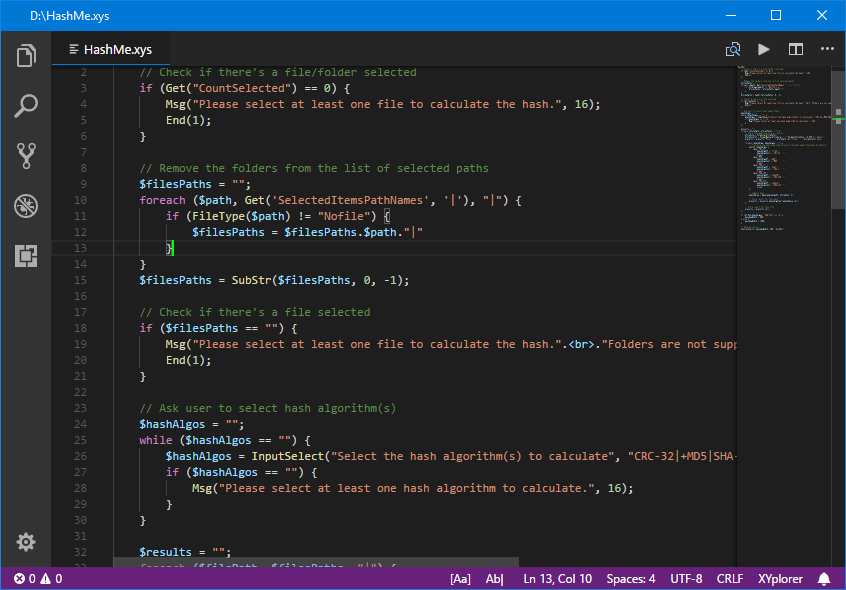 D:\HashMe.xys
HashMe.xys
2 // Check if there's a file/folder selected
3 if (Get("CountSelected") == 0) {
4 Msg("Please select at least one file to calculate the hash.", 16);
5 End(1);
6 }
7
8 // Remove the folders from the list of selected paths
9 $filesPaths = "";
10 foreach ($path, Get('SelectedItemsPathNames', '|'), "|") {
11 if (FileType($path) != "Nofile") {
12 $filesPaths = $filesPaths.$path."|"
13 }
14 }
15 $filesPaths = SubStr($filesPaths, 0, -1);
16
17 // Check if there's a file selected
18 if ($filesPaths == "") {
19 Msg("Please select at least one file to calculate the hash.".<br>."Folders are not supp
20 End(1);
21 }
22
23 // Ask user to select hash algorithm(s)
24 $hashAlgos = "";
25 while ($hashAlgos == "") {
26 $hashAlgos = InputSelect("Select the hash algorithm(s) to calculate", "CRC-32|+MD5|SHA-
27 if ($hashAlgos == "") {
28 Msg("Please select at least one hash algorithm to calculate.", 16);
29 }
30 }
31
32 $results = "";
33 foreach ($filePath, $filesPaths, "|") {
0 0 [Aa] Ab| Ln 13, Col 10 Spaces: 4 UTF-8 CRLF XYplorer